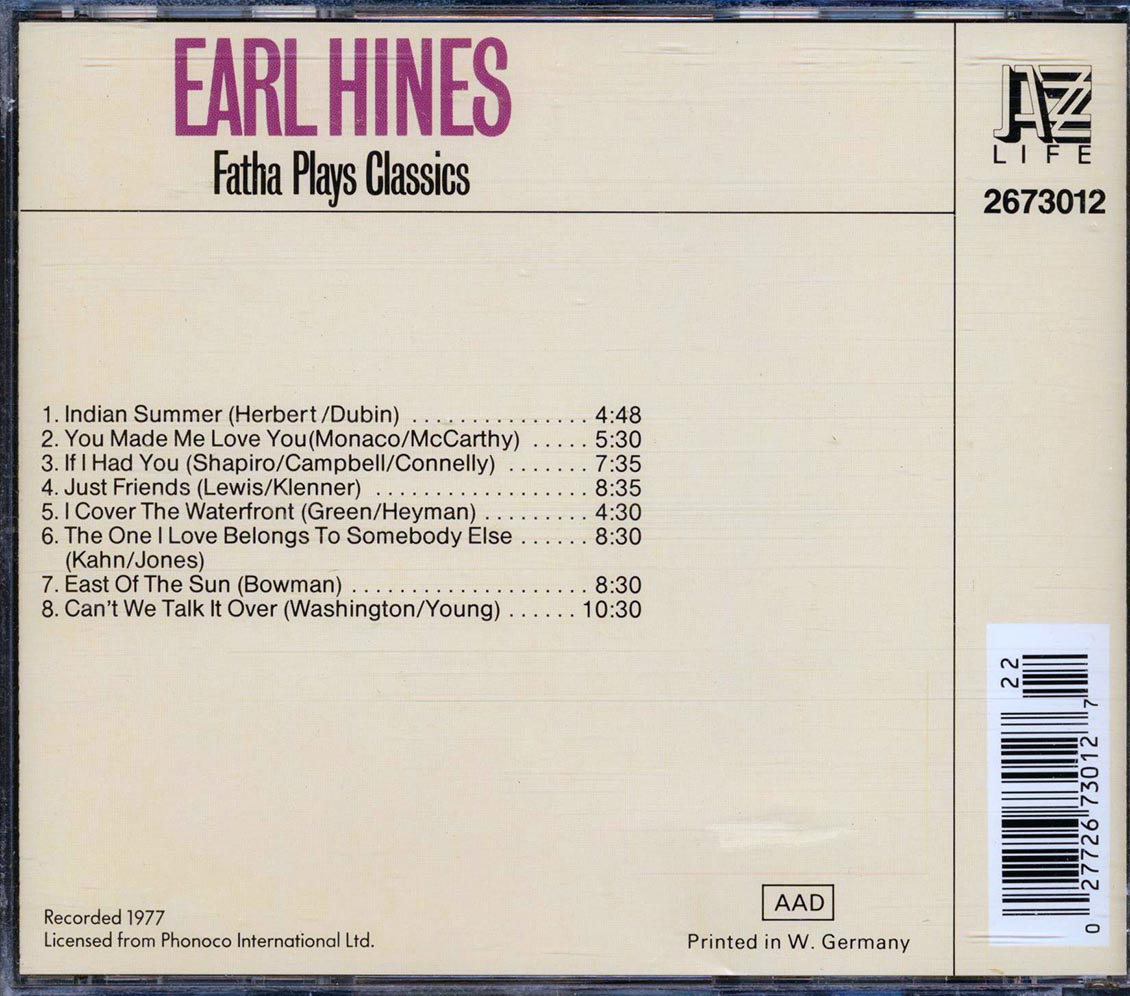 EARL HINES
Fatha Plays Classics
JAZZ
LIFE
2673012
1. Indian Summer (Herbert /Dubin) ............... 4:48
2. You Made Me Love You(Monaco/McCarthy) ..... 5:30
3. If I Had You (Shapiro/Campbell/Connelly) ....... 7:35
4. Just Friends (Lewis/Klenner) .................. 8:35
5. I Cover The Waterfront (Green/Heyman) ......... 4:30
6. The One I Love Belongs To Somebody Else ...... 8:30
(Kahn/Jones)
7. East Of The Sun (Bowman) .................... 8:30
8. Can't We Talk It Over (Washington/Young) ...... 10:30
22
0 27726 73012 7
Recorded 1977
Licensed from Phonoco International Ltd.
AAD
Printed in W. Germany